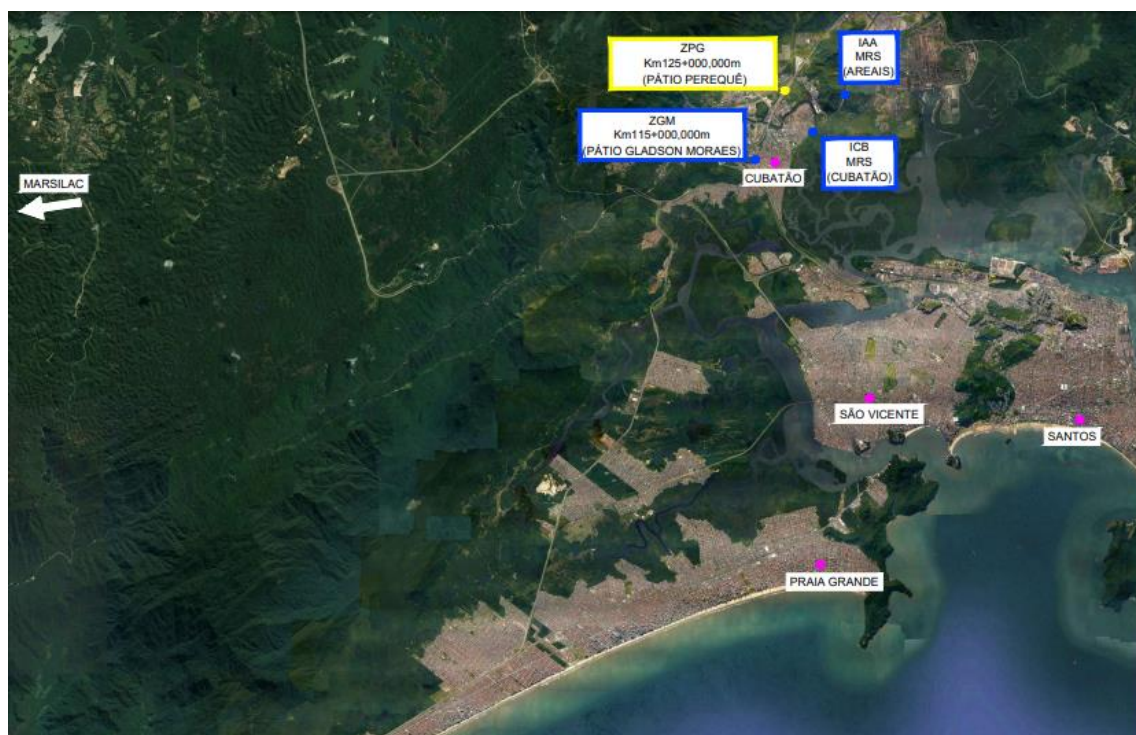 ZPG
Km125+000,000m
(PÁTIO PEREQUÊ)
IAA
MRS
(AREAIS)
ZGM
Km115+000,000m
(PÁTIO GLADSON MORAES)
ICB
MRS
(CUBATÃO)
CUBATÃO
MARSILAC
SÃO VICENTE
SANTOS
PRAIA GRANDE